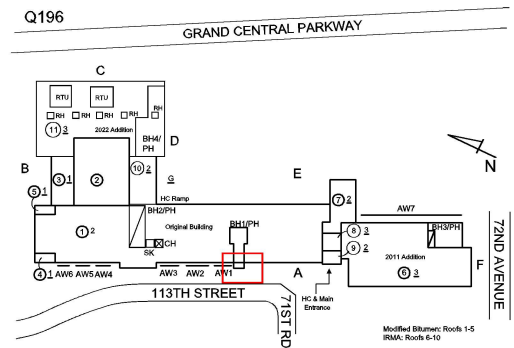 Q196
GRAND CENTRAL PARKWAY
C
RTU RTU
RH RH RH RH RH
11 3 2022 Addition
BH4/
PH
D
N
B
5 1 3 1 2 10 2 G
E
HC Ramp
7 2
AW7
BH2/PH
Original Building
BH1/PH
1 2
8 3
BH3/PH
CH
SK
9 2
2011 Addition
4 1 AW6 AW5 AW4 AW3 AW2 AW1 A
6 3
F
72ND AVENUE
113TH STREET
71ST RD
HC & Main
Entrance
Modified Bitumen: Roofs 1-5
IRMA: Roofs 6-10